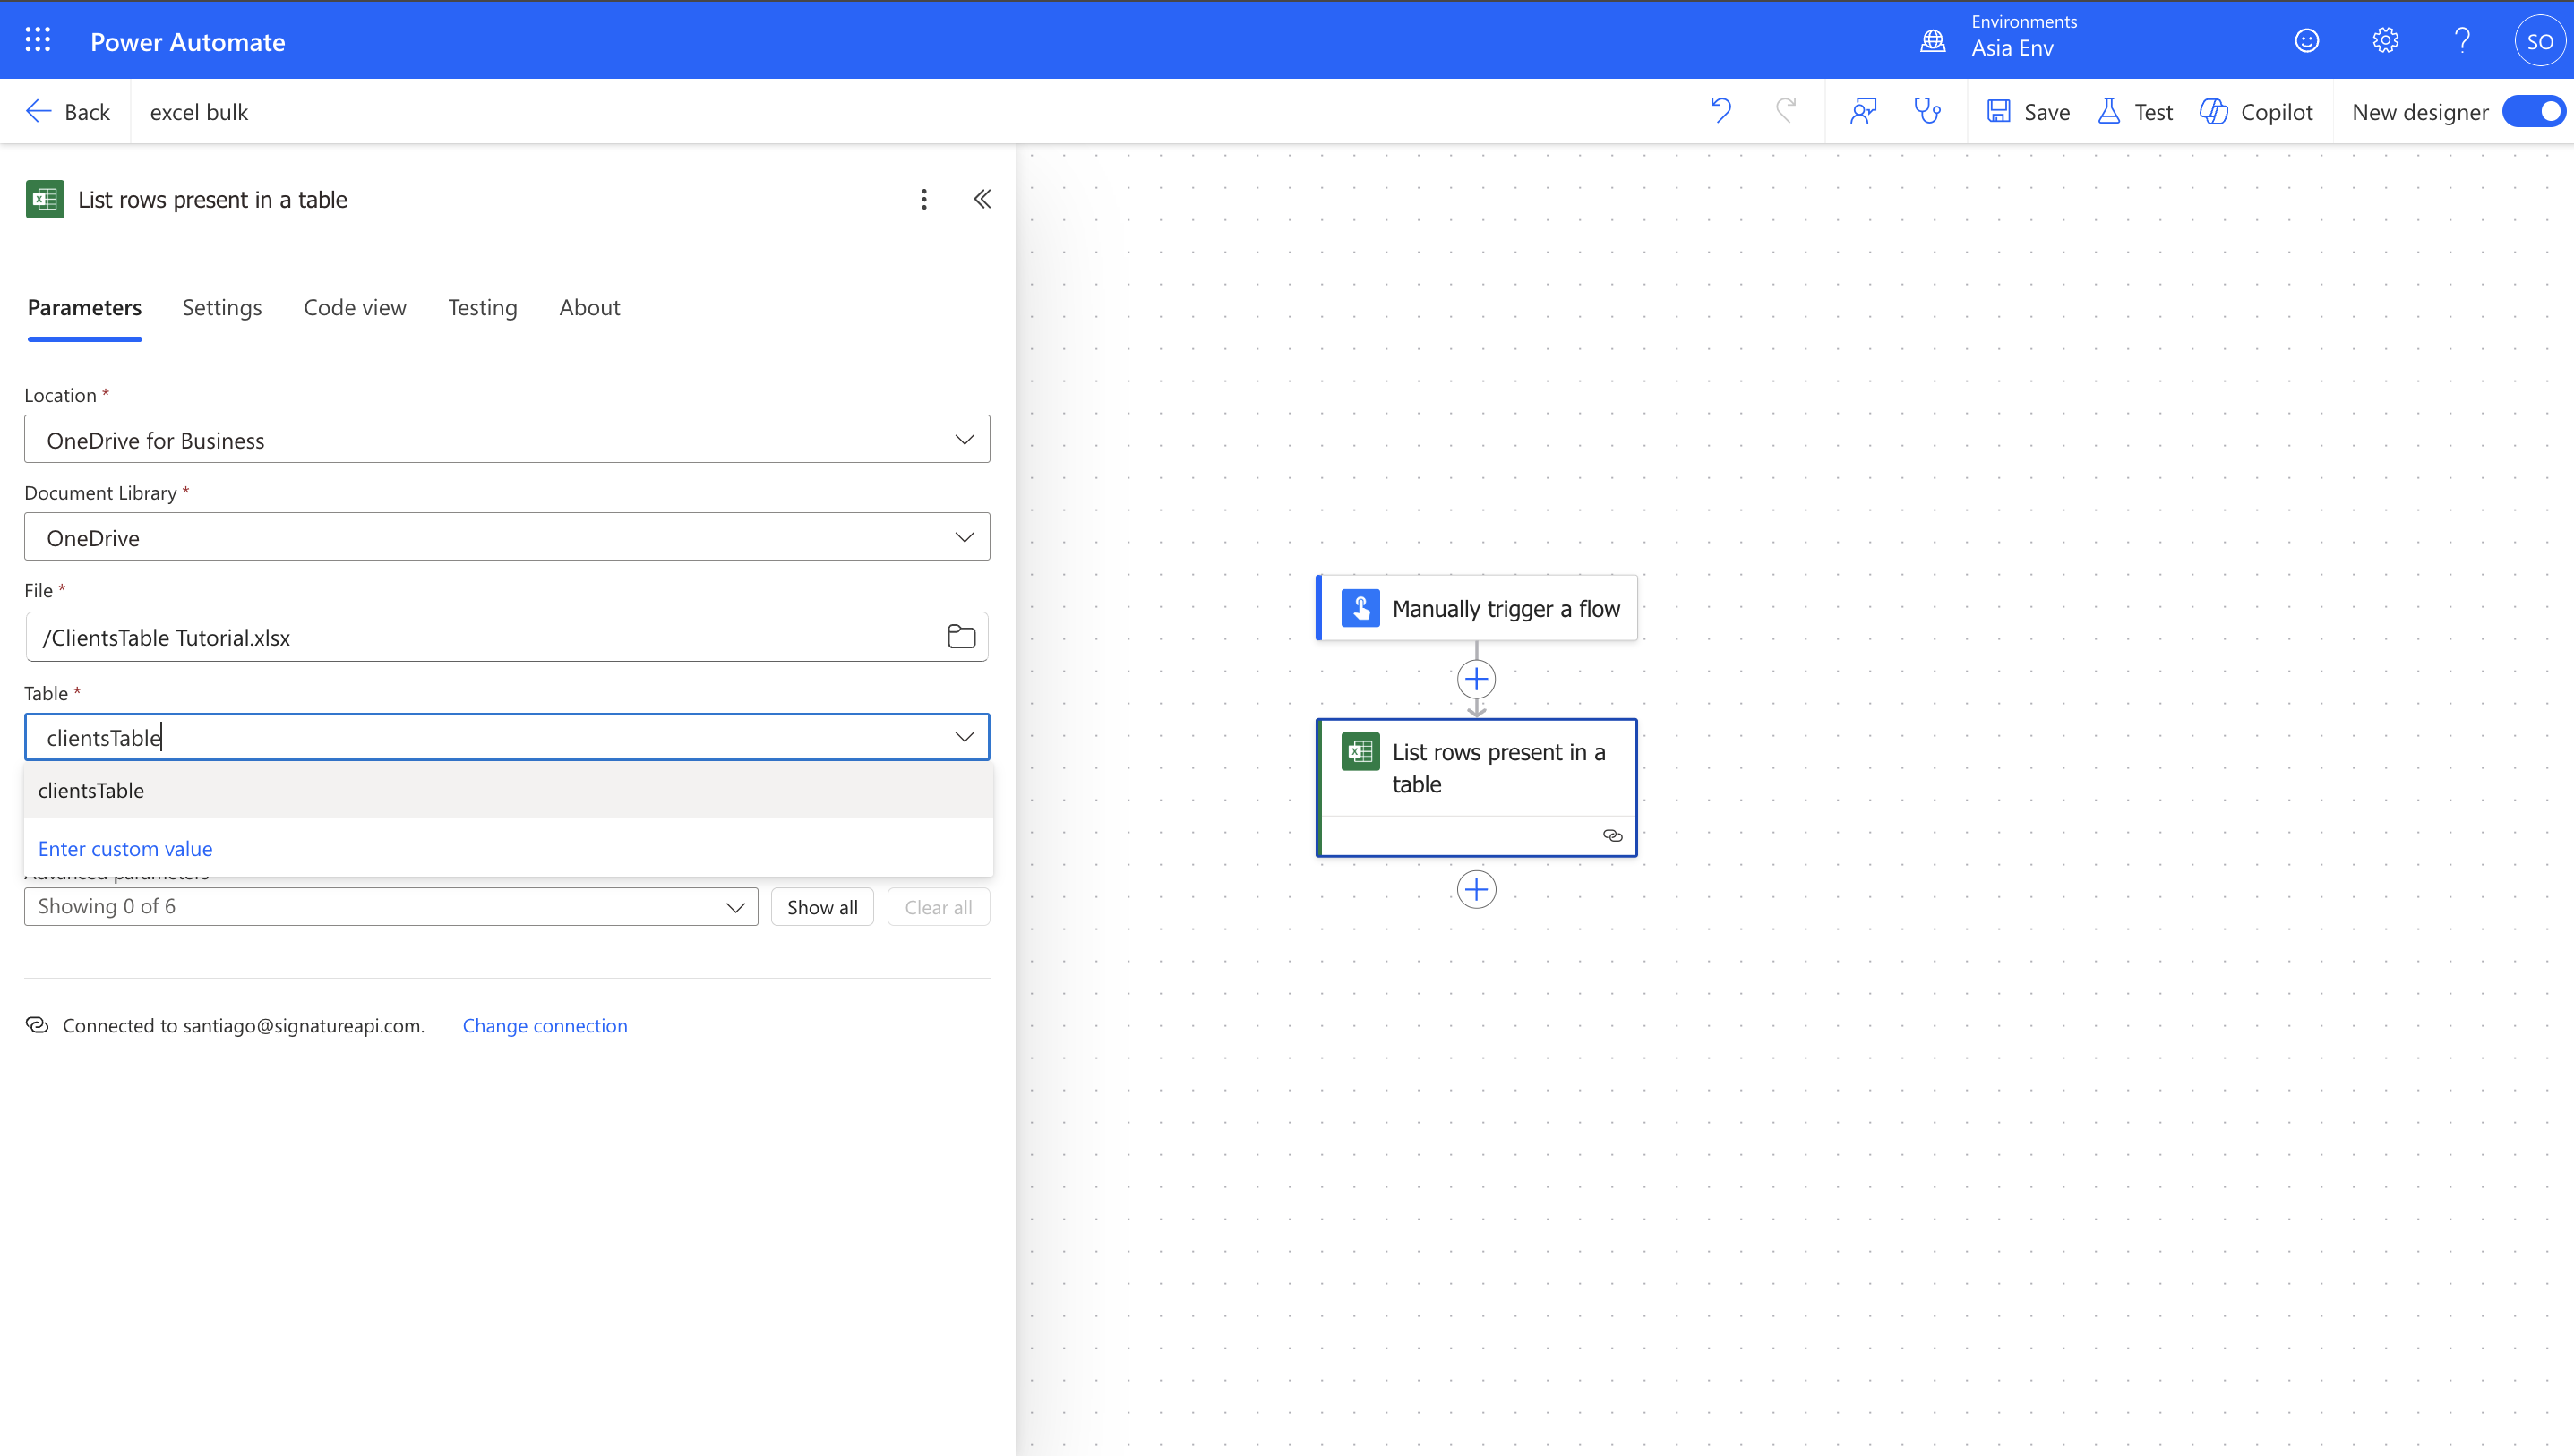 Power Automate
Environments
Asia Env
SO
Back
excel bulk
Save
Test
Copilot
New designer
List rows present in a table
Parameters
Settings
Code view
Testing
About
Location *
OneDrive for Business
Document Library *
OneDrive
File *
/ClientsTable Tutorial.xlsx
Table *
clientsTable
clientsTable
Enter custom value
Advanced parameters
Showing 0 of 6
Show all
Clear all
Connected to santiago@signatureapi.com.
Change connection
Manually trigger a flow
List rows present in a
table